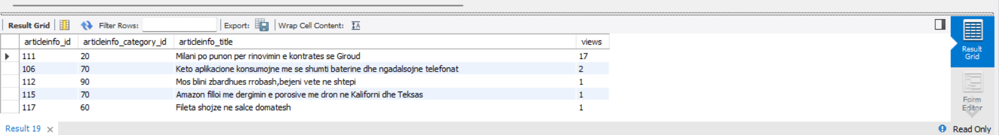 Result Grid Filter Rows: Export: Wrap Cell Content: IA
articleinfo_id articleinfo_category_id articleinfo_title views
111 20 Milani po punon per rinovimin e kontrates se Giroud 17
106 70 Keto aplikacione konsumojne me se shumti baterine dhe ngadalsojne telefonat 2
112 90 Mos blini zbardhues rrobash,bejeni vete ne shtepi 1
115 70 Amazon filloi me dergimin e porosive me dron ne Kaliforni dhe Teksas 1
117 60 Fileta shojze ne salce domatesh 1
Result
Grid
Form
Editor
Result 19 Read Only